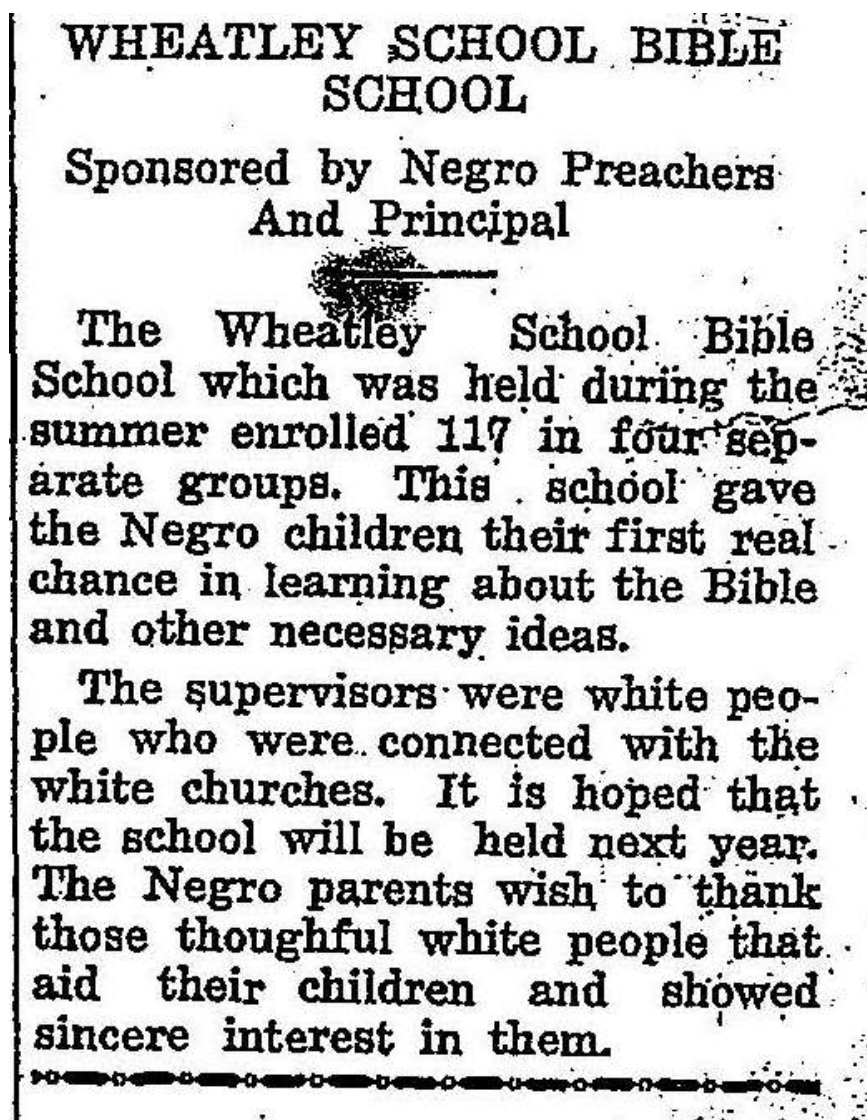 WHEATLEY SCHOOL BIBLE
SCHOOL
Sponsored by Negro Preachers
And Principal
The Wheatley School Bible
School which was held during the
summer enrolled 117 in four sep-
arate groups. This school gave
the Negro children their first real
chance in learning about the Bible
and other necessary ideas.
The supervisors were white peo-
ple who were connected with the
white churches. It is hoped that
the school will be held next year.
The Negro parents wish to thank
those thoughful white people that
aid their children and showed
sincere interest in them.